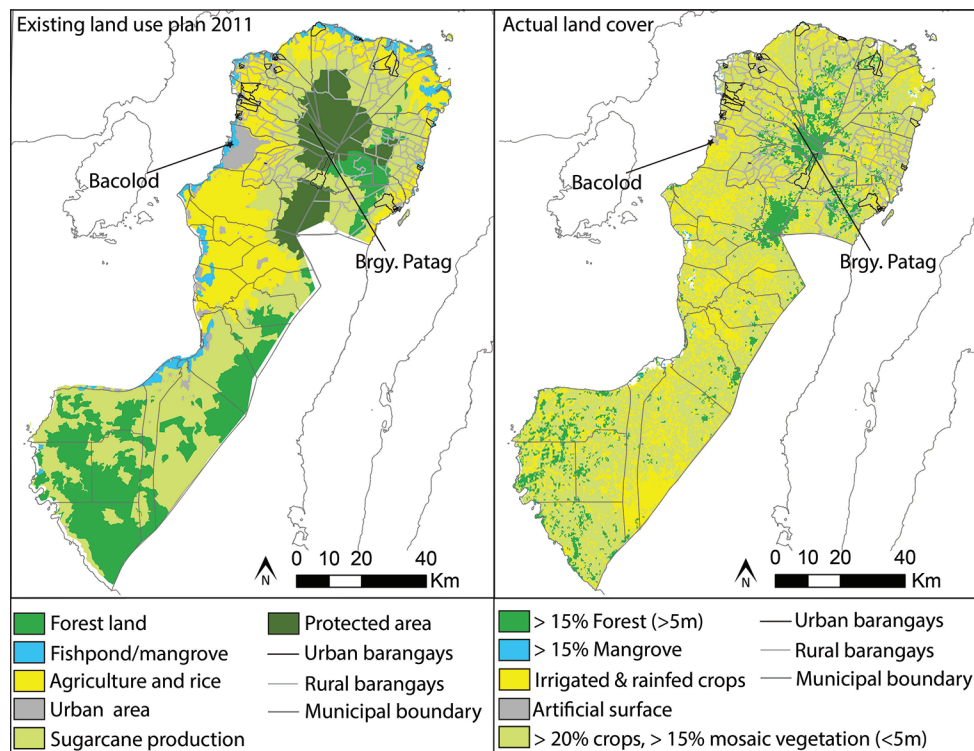 Existing land use plan 2011
Bacolod
Brgy. Patag
N
0 10 20 40
Km
Forest land
Fishpond/mangrove
Agriculture and rice
Urban area
Sugarcane production
Protected area
Urban barangays
Rural barangays
Municipal boundary
Actual land cover
Bacolod
Brgy. Patag
N
0 10 20 40
Km
> 15% Forest (>5m)
> 15% Mangrove
Irrigated & rainfed crops
Artificial surface
> 20% crops, > 15% mosaic vegetation (<5m)
Urban barangays
Rural barangays
Municipal boundary